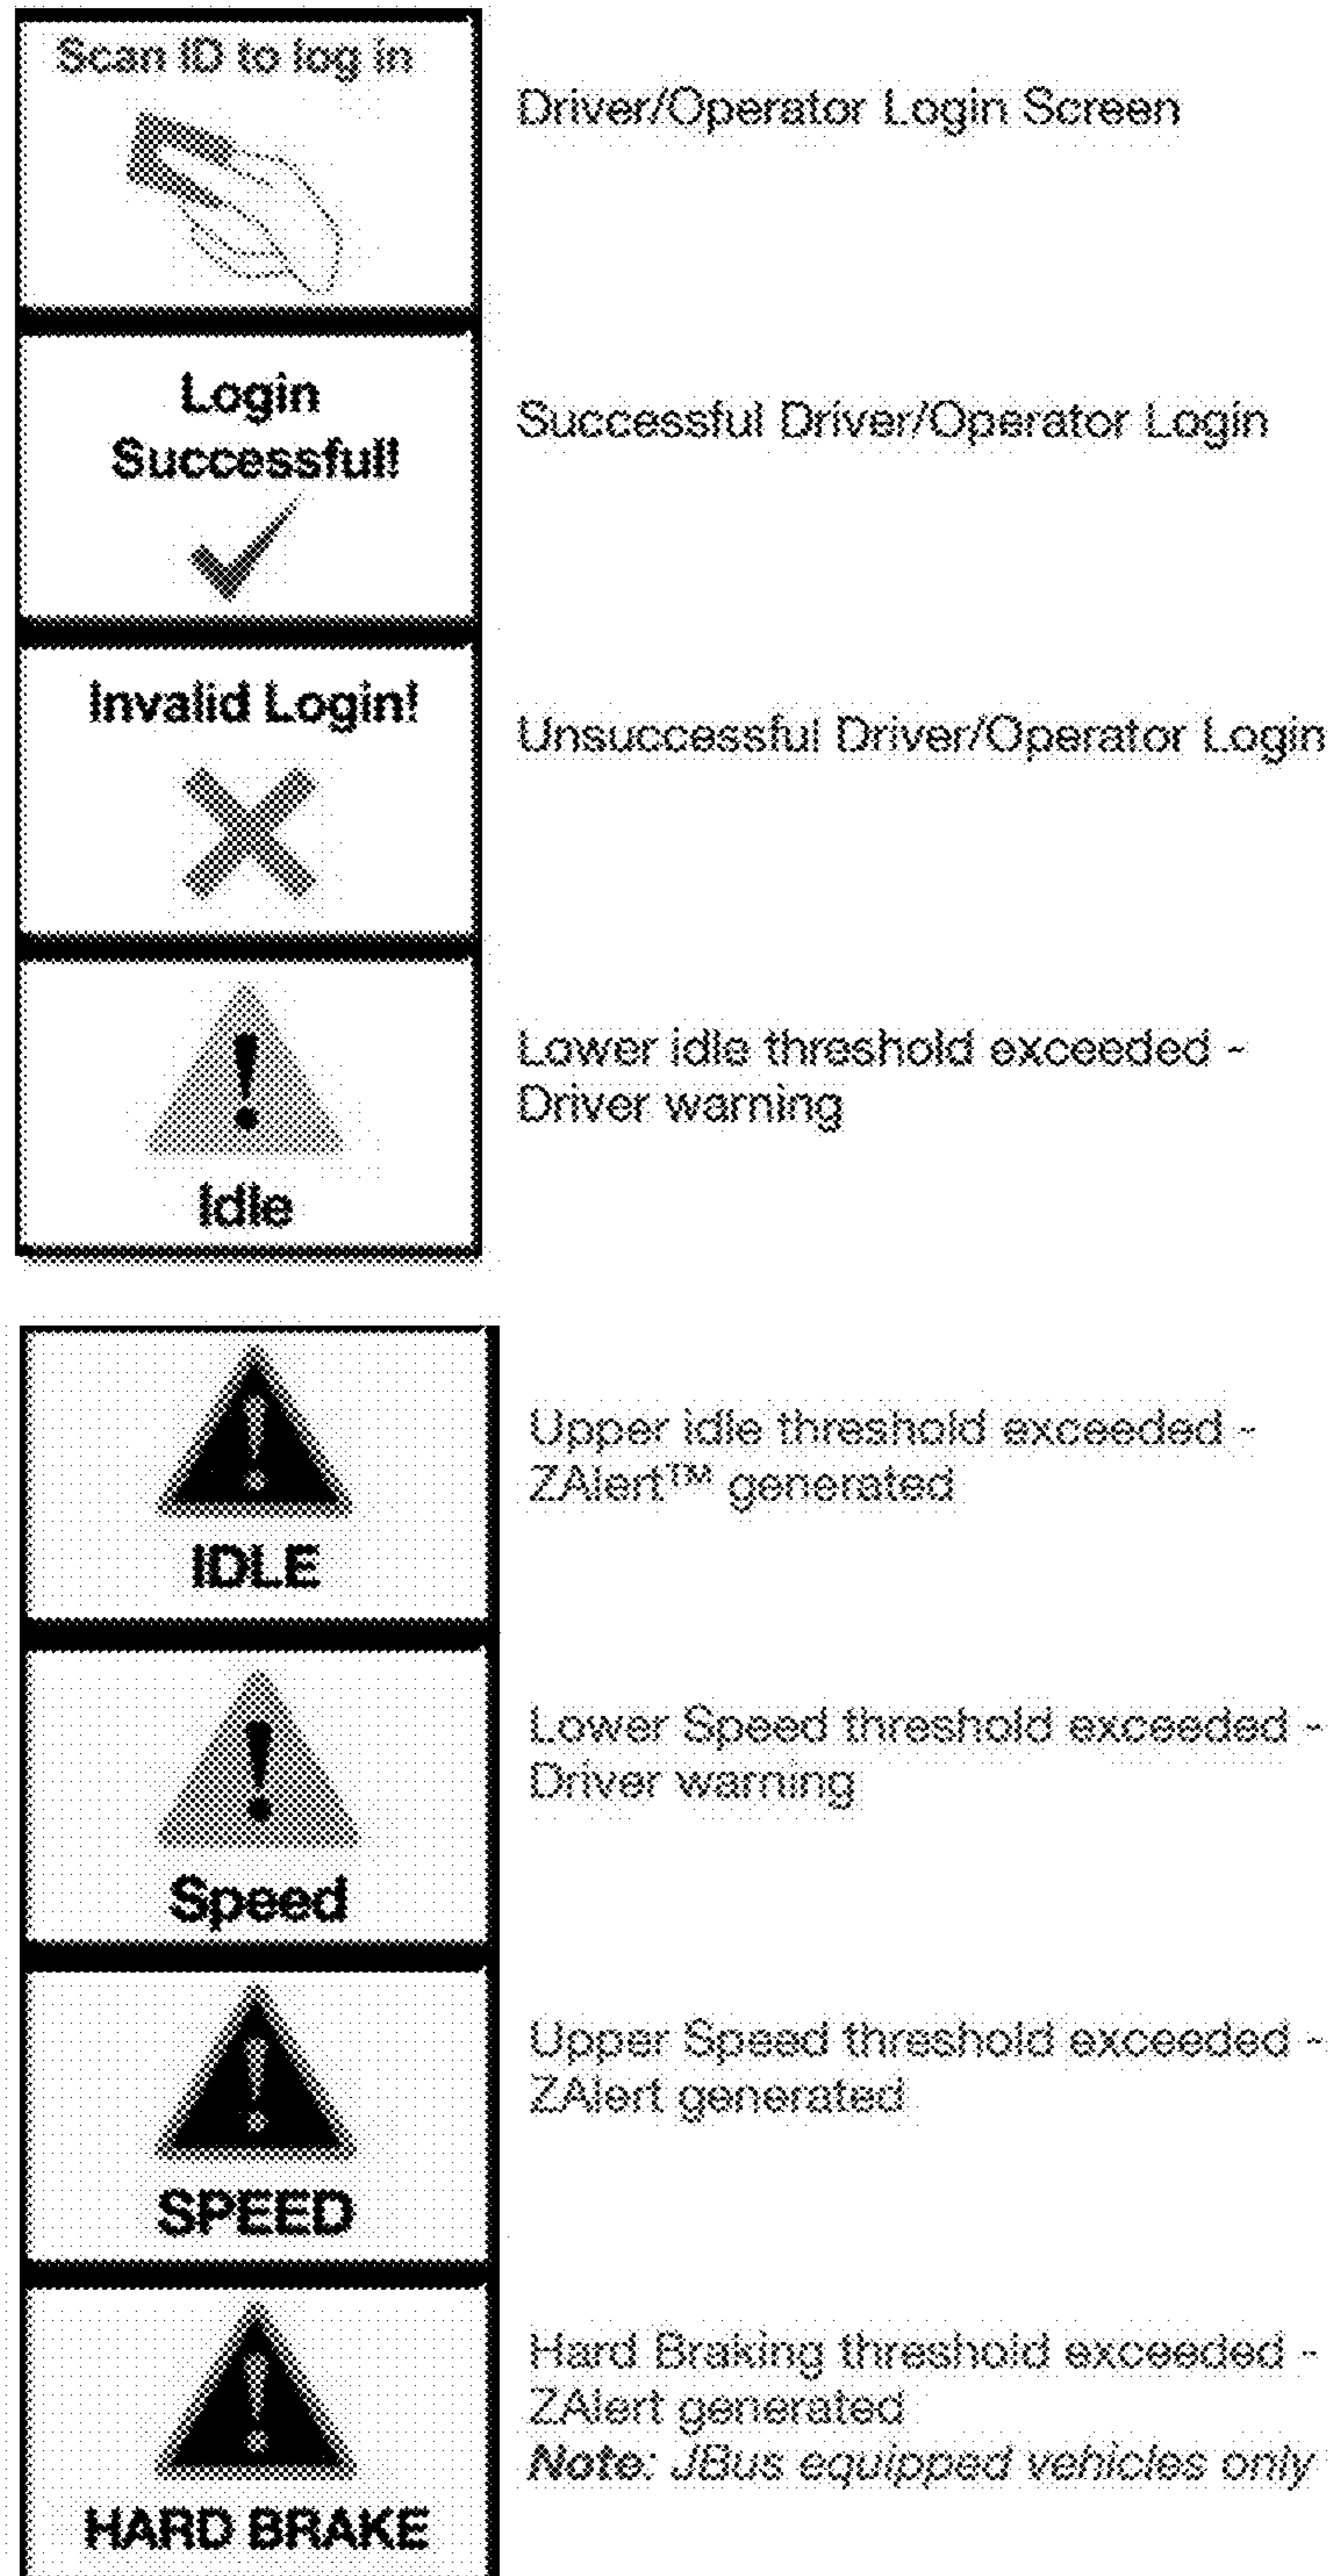 Scan ID to log in
Driver/Operator Login Screen
Login
Successful!
Successful Driver/Operator Login
Invalid Login!
Unsuccessful Driver/Operator Login
!
Idle
Lower idle threshold exceeded -
Driver warning
!
IDLE
Upper idle threshold exceeded -
ZAlert™ generated
!
Speed
Lower Speed threshold exceeded -
Driver warning
!
SPEED
Upper Speed threshold exceeded -
ZAlert generated
!
HARD BRAKE
Hard Braking threshold exceeded -
ZAlert generated
Note: JBus equipped vehicles only